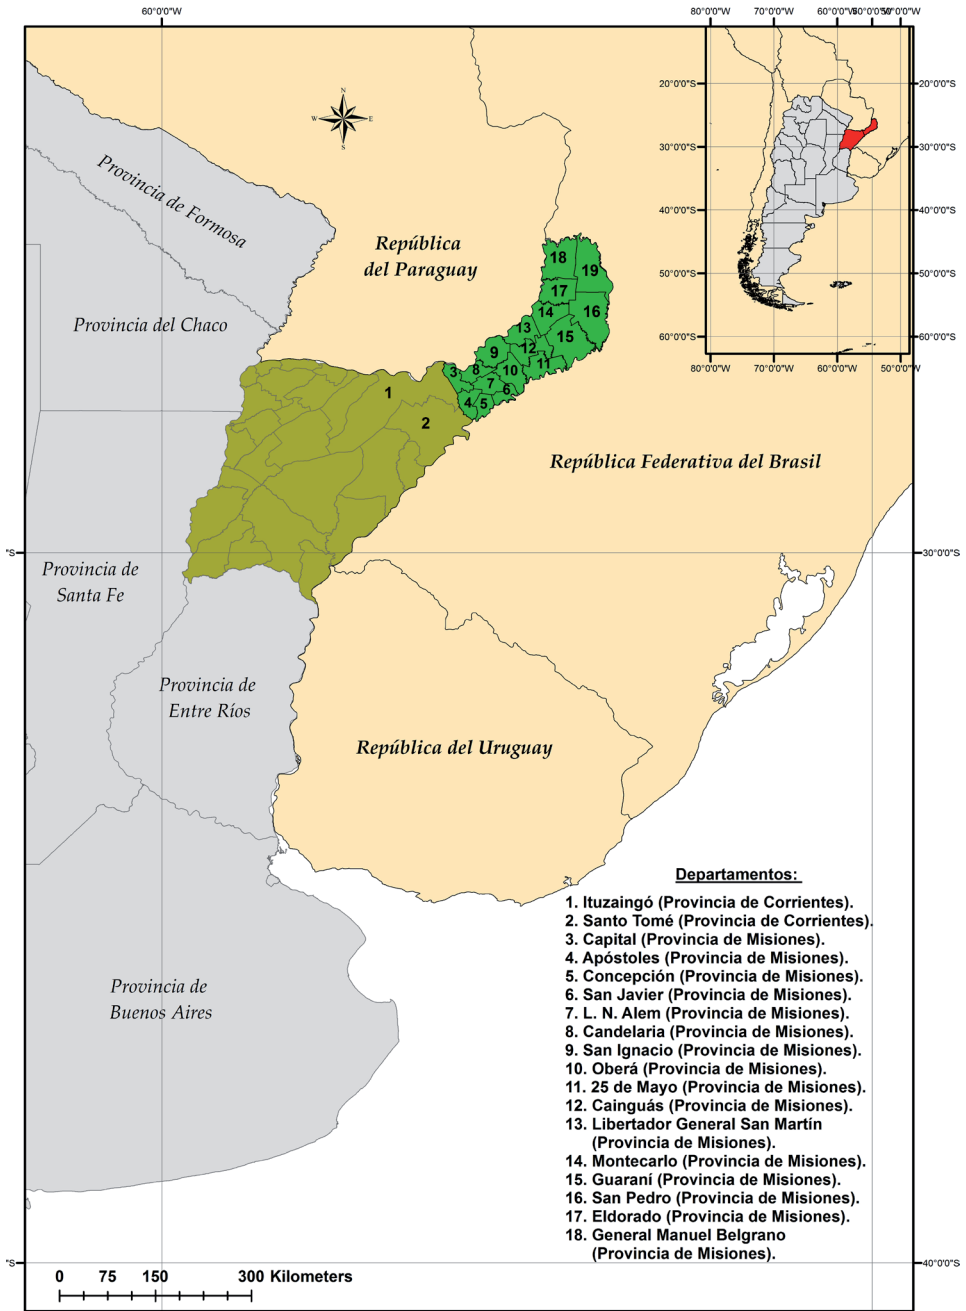 60°0'0"W
80°0'0"W
70°0'0"W
60°0'0"W
50°0'0"W
N
W
E
S
20°0'0"S
20°0'0"S
30°0'0"S
30°0'0"S
40°0'0"S
40°0'0"S
50°0'0"S
50°0'0"S
60°0'0"S
60°0'0"S
80°0'0"W
70°0'0"W
60°0'0"W
50°0'0"W
Provincia
de Formosa
República
del Paraguay
Provincia del Chaco
18
19
17
16
14
13
15
12
9
11
10
8
3
7
6
4
5
1
2
República Federativa del Brasil
"S
30°0'0"S
Provincia de
Santa Fe
Provincia de
Entre Ríos
República del Uruguay
Provincia de
Buenos Aires
Departamentos:
1. Ituzaingó (Provincia de Corrientes).
2. Santo Tomé (Provincia de Corrientes).
3. Capital (Provincia de Misiones).
4. Apóstoles (Provincia de Misiones).
5. Concepción (Provincia de Misiones).
6. San Javier (Provincia de Misiones).
7. L. N. Alem (Provincia de Misiones).
8. Candelaria (Provincia de Misiones).
9. San Ignacio (Provincia de Misiones).
10. Oberá (Provincia de Misiones).
11. 25 de Mayo (Provincia de Misiones).
12. Cainguás (Provincia de Misiones).
13. Libertador General San Martín
(Provincia de Misiones).
14. Montecarlo (Provincia de Misiones).
15. Guaraní (Provincia de Misiones).
16. San Pedro (Provincia de Misiones).
17. Eldorado (Provincia de Misiones).
18. General Manuel Belgrano
(Provincia de Misiones).
"S
40°0'0"S
0 75 150 300 Kilometers
60°0'0"W